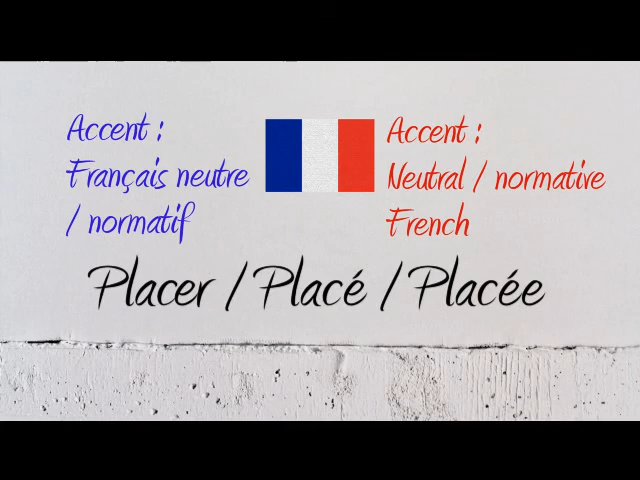 Accent :
Français neutre
/ normatif
Accent :
Neutral / normative
French
Placer / Placé / Placée